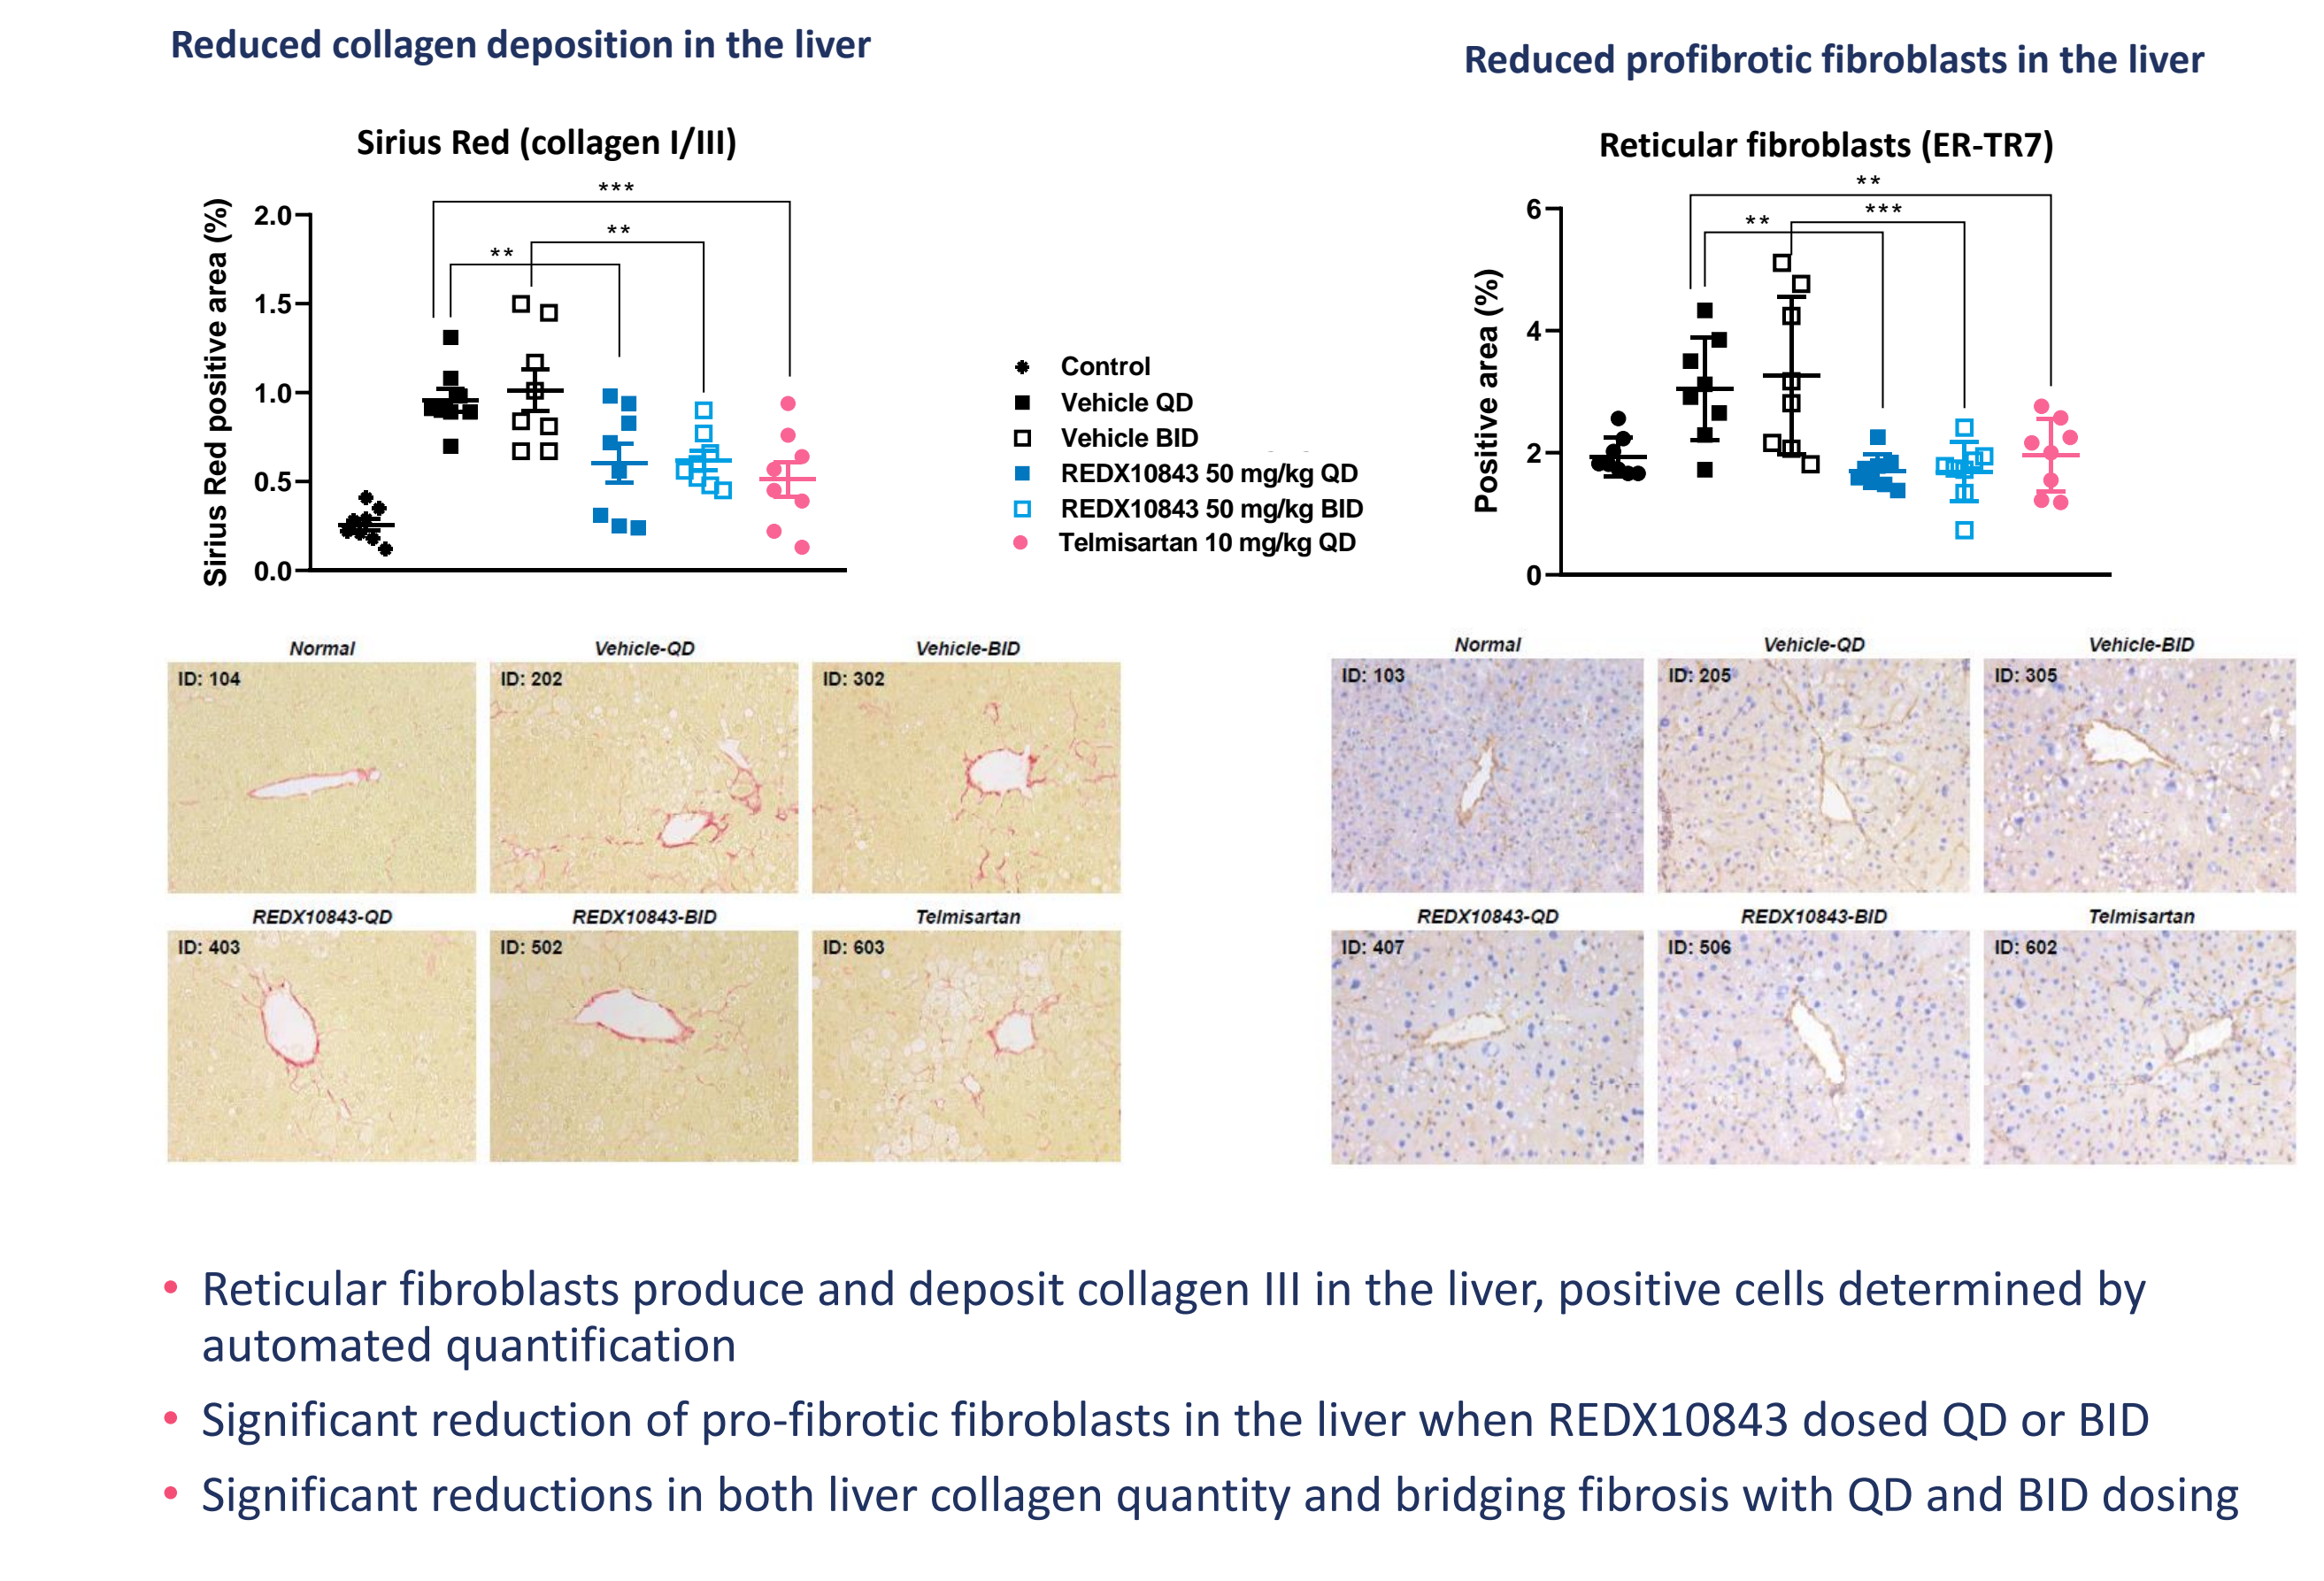 Reduced collagen deposition in the liver
Sirius Red (collagen I/III)
Sirius Red positive area (%)
2.0
1.5
1.0
0.5
0.0
***
**
**
Control
Vehicle QD
Vehicle BID
REDX10843 50 mg/kg QD
REDX10843 50 mg/kg BID
Telmisartan 10 mg/kg QD
Reduced profibrotic fibroblasts in the liver
Reticular fibroblasts (ER-TR7)
Positive area (%)
6
4
2
0
**
***
**
Normal
Vehicle-QD
Vehicle-BID
ID: 104
ID: 202
ID: 302
REDX10843-QD
REDX10843-BID
Telmisartan
ID: 403
ID: 502
ID: 603
Normal
Vehicle-QD
Vehicle-BID
ID: 103
ID: 205
ID: 305
REDX10843-QD
REDX10843-BID
Telmisartan
ID: 407
ID: 506
ID: 602
• Reticular fibroblasts produce and deposit collagen III in the liver, positive cells determined by
automated quantification
• Significant reduction of pro-fibrotic fibroblasts in the liver when REDX10843 dosed QD or BID
• Significant reductions in both liver collagen quantity and bridging fibrosis with QD and BID dosing